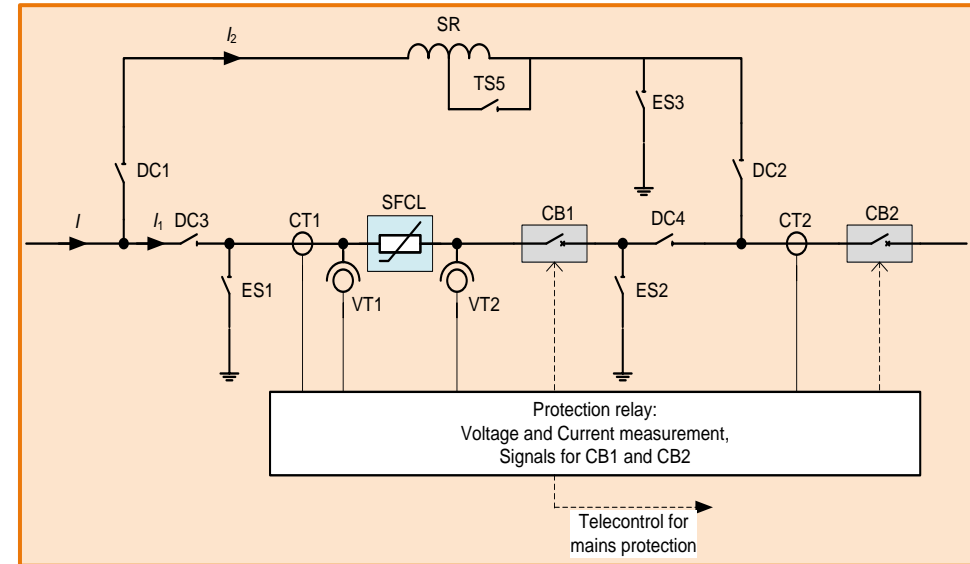 SR
I2
TS5
ES3
DC1
DC2
SFCL
I
I1
DC3
CT1
CB1
DC4
CT2
CB2
ES1
VT1
VT2
ES2
Protection relay:
Voltage and Current measurement,
Signals for CB1 and CB2
Telecontrol for
mains protection